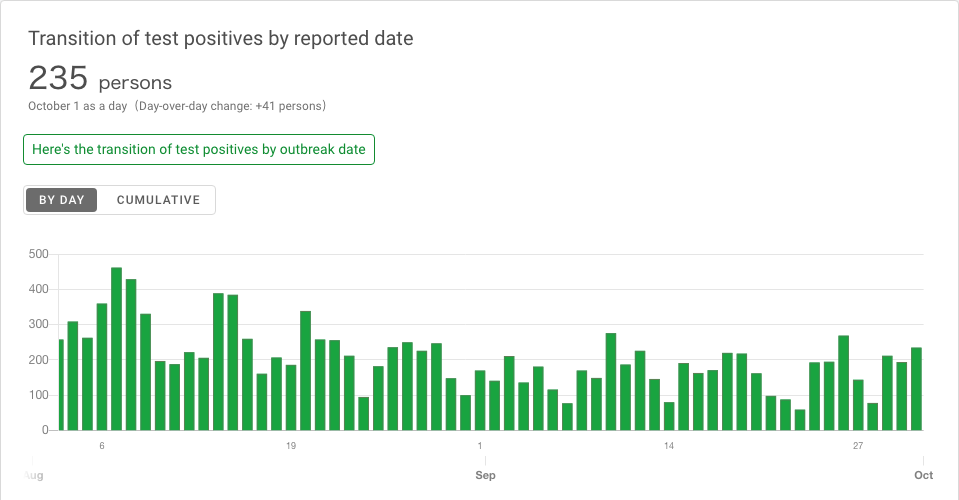 Transition of test positives by reported date
235 persons
October 1 as a day（Day-over-day change: +41 persons）
Here's the transition of test positives by outbreak date
BY DAY CUMULATIVE
500
400
300
200
100
0
6 19 1 14 27
Aug Sep Oct